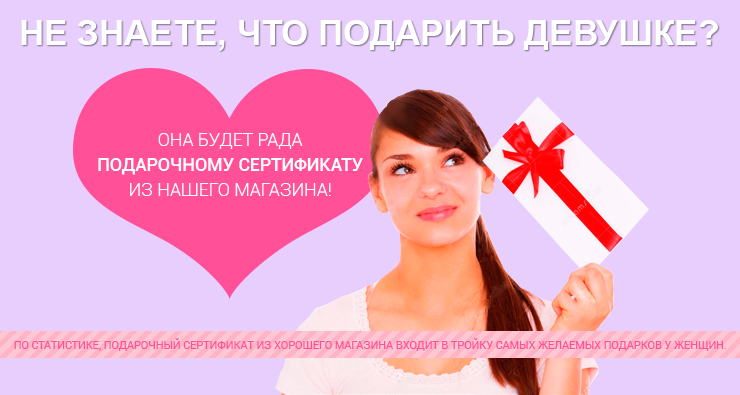 НЕ ЗНАЕТЕ, ЧТО ПОДАРИТЬ ДЕВУШКЕ?
ОНА БУДЕТ РАДА
ПОДАРОЧНОМУ СЕРТИФИКАТУ
ИЗ НАШЕГО МАГАЗИНА!
ПО СТАТИСТИКЕ, ПОДАРОЧНЫЙ СЕРТИФИКАТ ИЗ ХОРОШЕГО МАГАЗИНА ВХОДИТ В ТРОЙКУ САМЫХ ЖЕЛАЕМЫХ ПОДАРКОВ У ЖЕНЩИН.